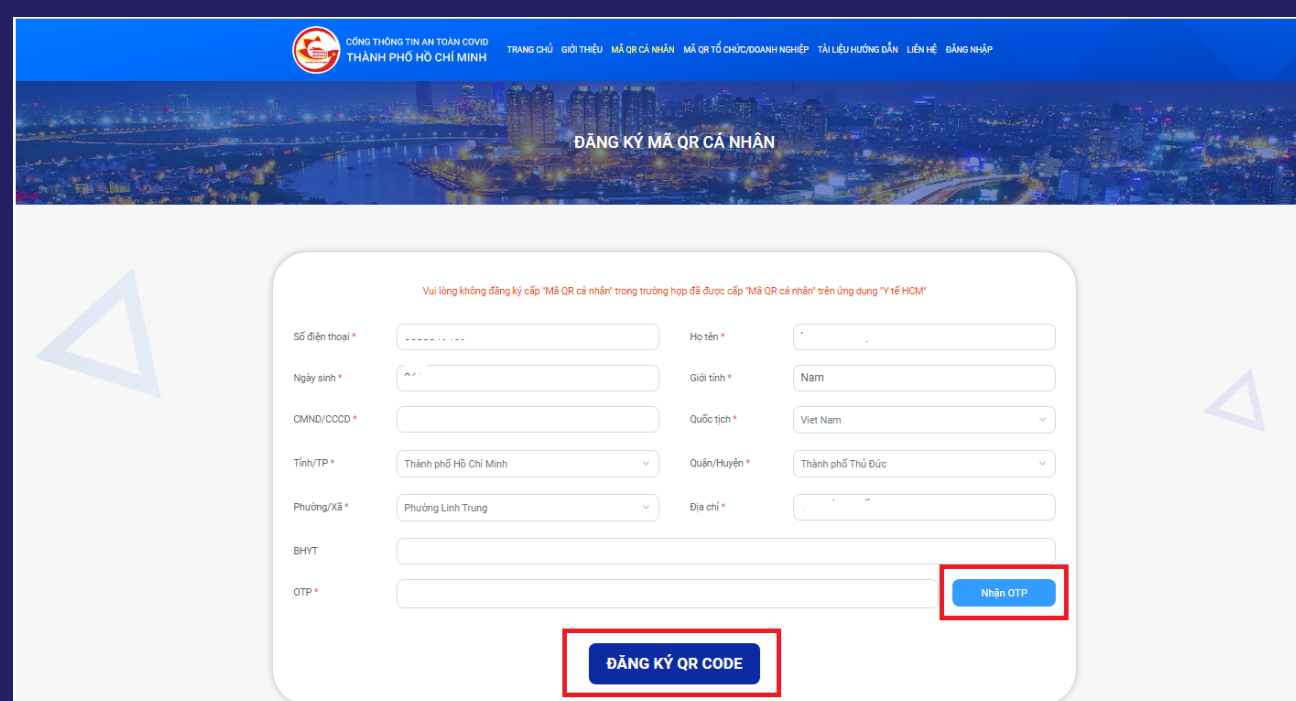 CỔNG THÔNG TIN AN TOÀN COVID
THÀNH PHỐ HỒ CHÍ MINH
TRANG CHỦ GIỚI THIỆU MÃ QR CÁ NHÂN MÃ QR TỔ CHỨC/DOANH NGHIỆP TÀI LIỆU HƯỚNG DẪN LIÊN HỆ ĐĂNG NHẬP
ĐĂNG KÝ MÃ QR CÁ NHÂN
Vui lòng không đăng ký cấp "Mã QR cá nhân" trong trường hợp đã được cấp "Mã QR cá nhân" trên ứng dụng "Y tế HCM"
Số điện thoại * Họ tên *
Ngày sinh * Giới tính * Nam
CMND/CCCD * Quốc tịch * Viet Nam
Tỉnh/TP * Thành phố Hồ Chí Minh Quận/Huyện * Thành phố Thủ Đức
Phường/Xã * Phường Linh Trung Địa chỉ *
BHYT
OTP * Nhận OTP
ĐĂNG KÝ QR CODE